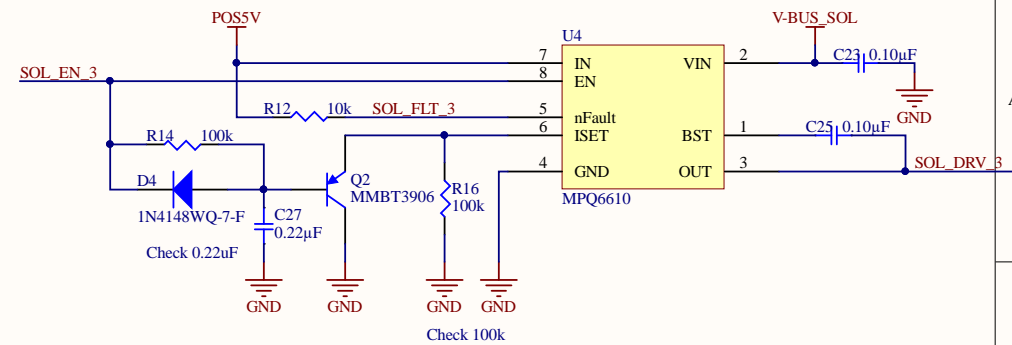 POS5V
V-BUS_SOL
U4
SOL_EN_3
7
IN
VIN
2
C23
0.10µF
8
EN
R12
10k
SOL_FLT_3
5
nFault
GND
R14
100k
6
ISET
BST
1
C25
0.10µF
4
GND
OUT
3
SOL_DRV_3
D4
Q2
MMBT3906
R16
100k
MPQ6610
1N4148WQ-7-F
C27
0.22µF
Check 0.22uF
GND
GND
GND
GND
Check 100k